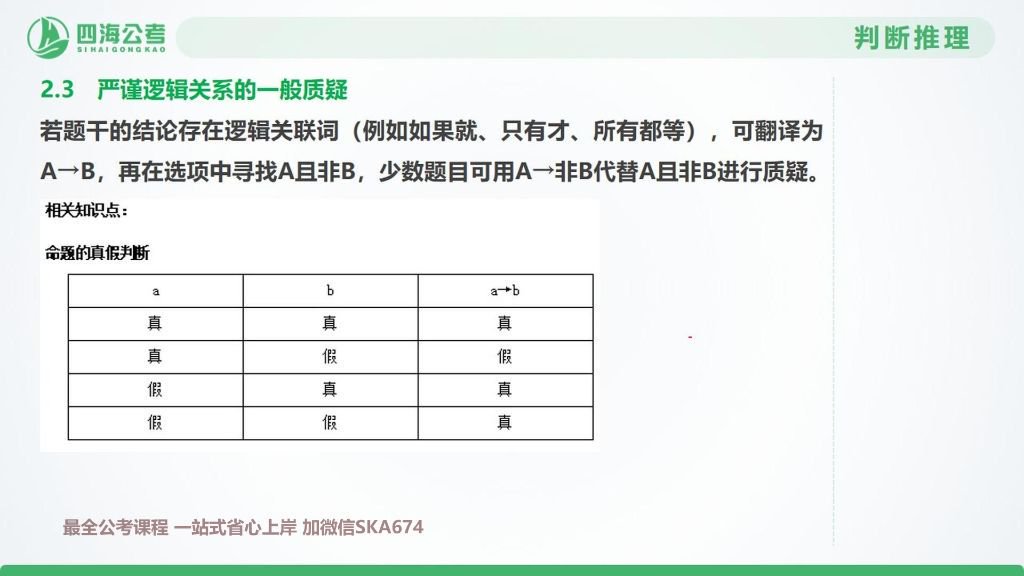 四海公考
SIHAIGONGKAO
判断推理
2.3 严谨逻辑关系的一般质疑
若题干的结论存在逻辑关联词（例如如果就、只有才、所有都等），可翻译为
A→B，再在选项中寻找A且非B，少数题目可用A→非B代替A且非B进行质疑。
相关知识点：
命题的真假判断
a b a→b
真 真 真
真 假 假
假 真 真
假 假 真
最全公考课程 一站式省心上岸 加微信SKA674